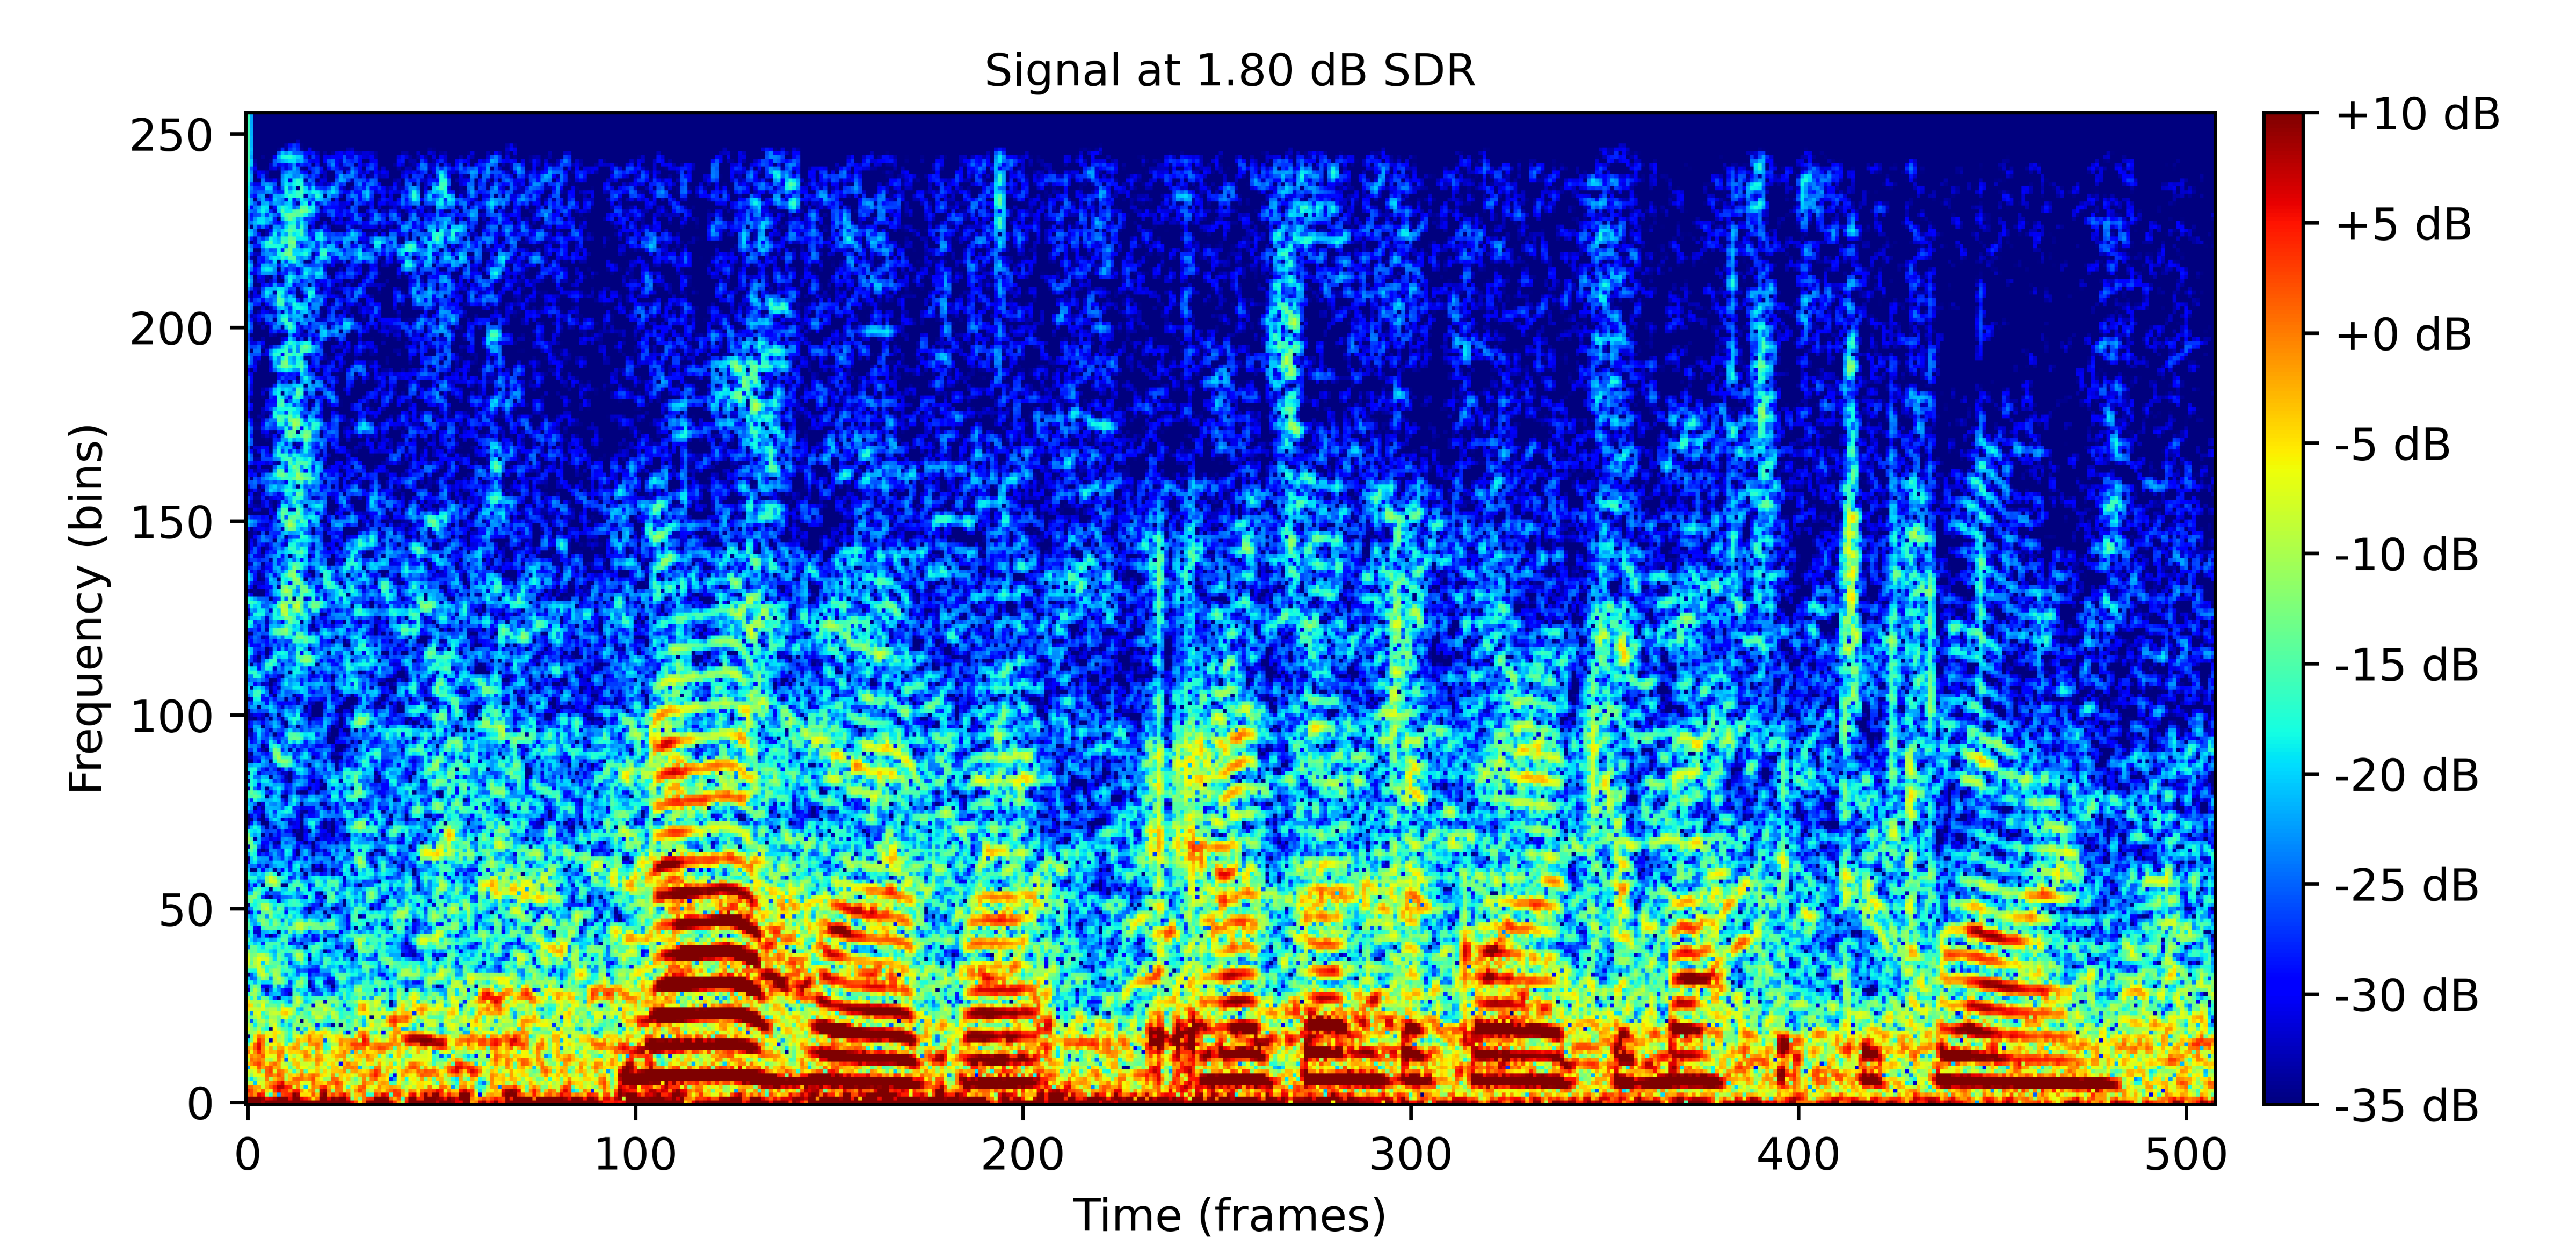 Signal at 1.80 dB SDR
Frequency (bins)
250
200
150
100
50
0
0 100 200 300 400 500
Time (frames)
+10 dB
+5 dB
+0 dB
-5 dB
-10 dB
-15 dB
-20 dB
-25 dB
-30 dB
-35 dB